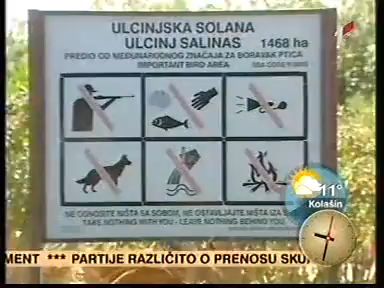 ULCINJSKA SOLANA
ULCINJ SALINAS 1468 ha
PREDIO OD MEĐUNARODNOG ZNAČAJA ZA BORAVAK PTICA
IMPORTANT BIRD AREA
NE ODNOSITE NIŠTA SA SOBOM, NE OSTAVLJAJTE NIŠTA IZA
TAKE NOTHING WITH YOU - LEAVE NOTHING BEHIND YOU
11°
Kolašin
MENT *** PARTIJE RAZLIČITO O PRENOSU SKU